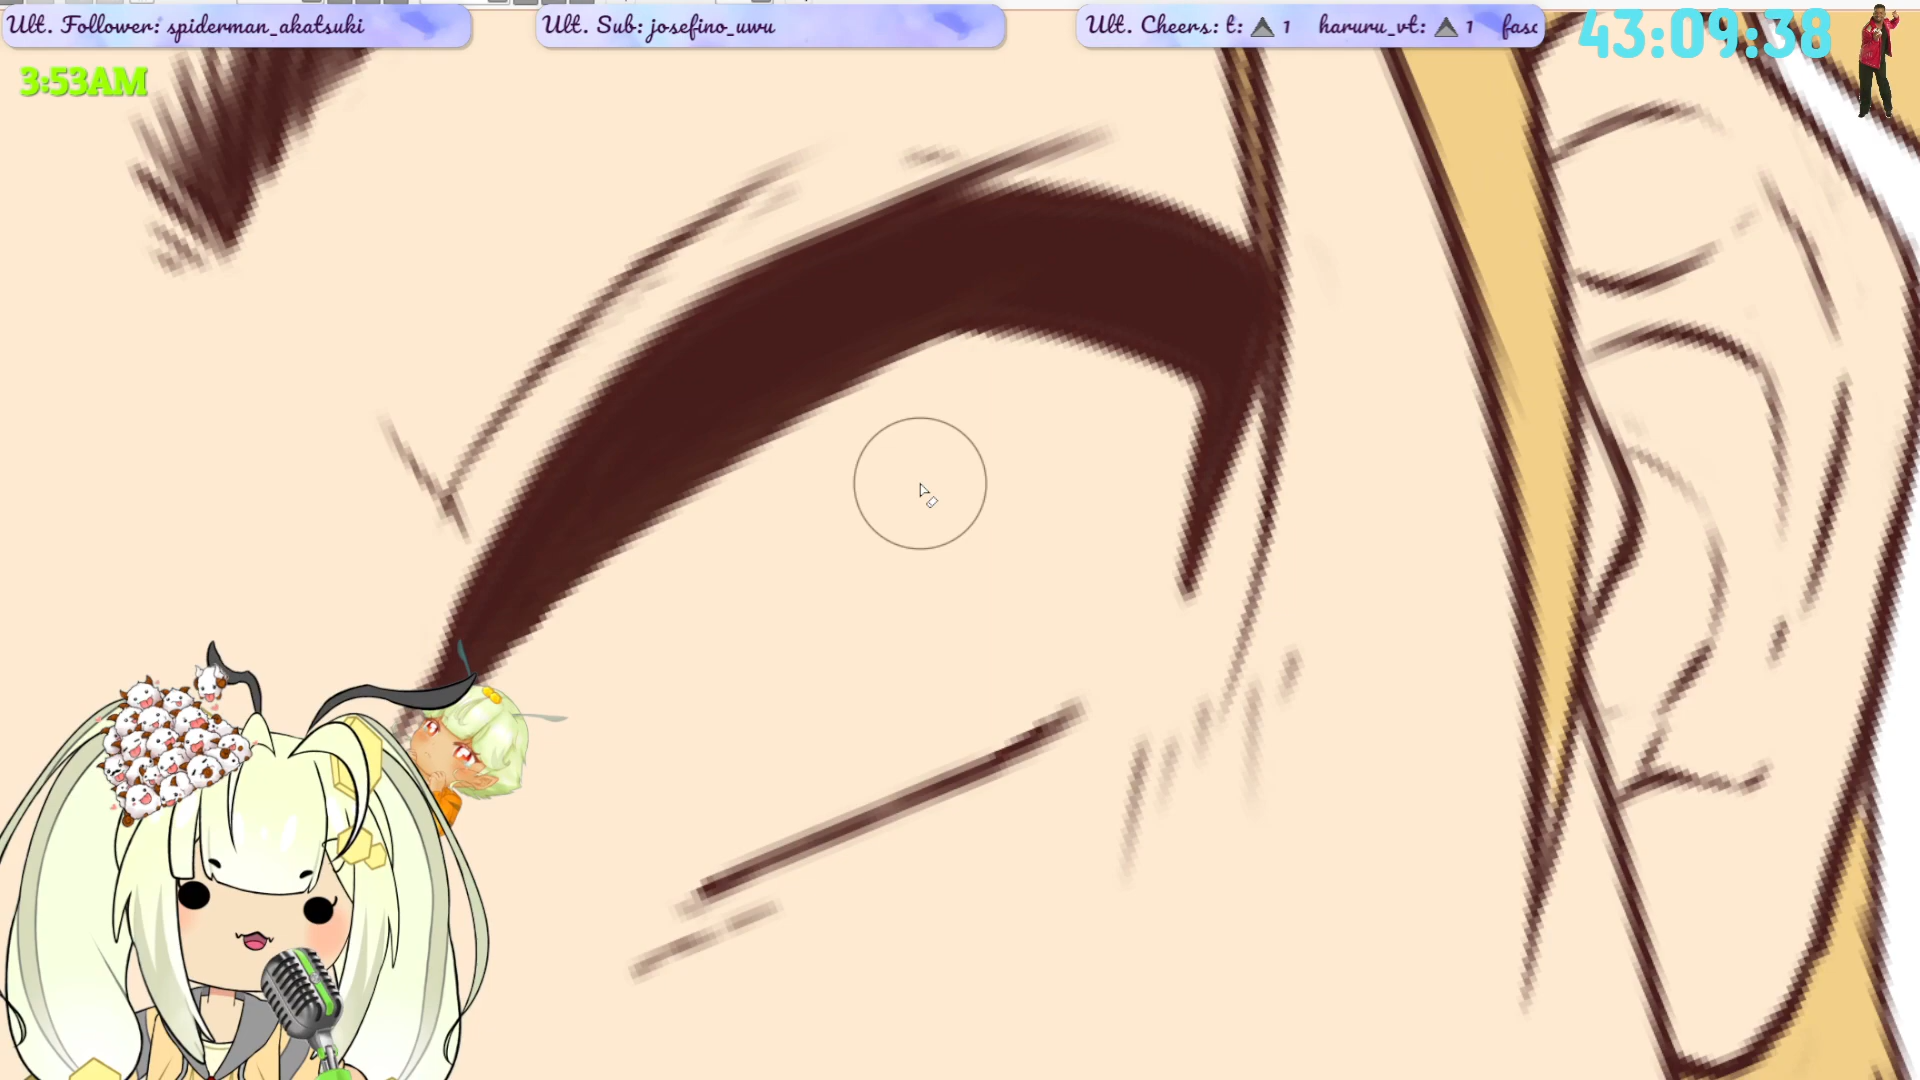 Ult. Follower: spiderman_akatsuki
Ult. Sub: josefino_uwu
Ult. Cheers: t: 1 haruru_vt: 1 fasc
43:09:38
3:53AM